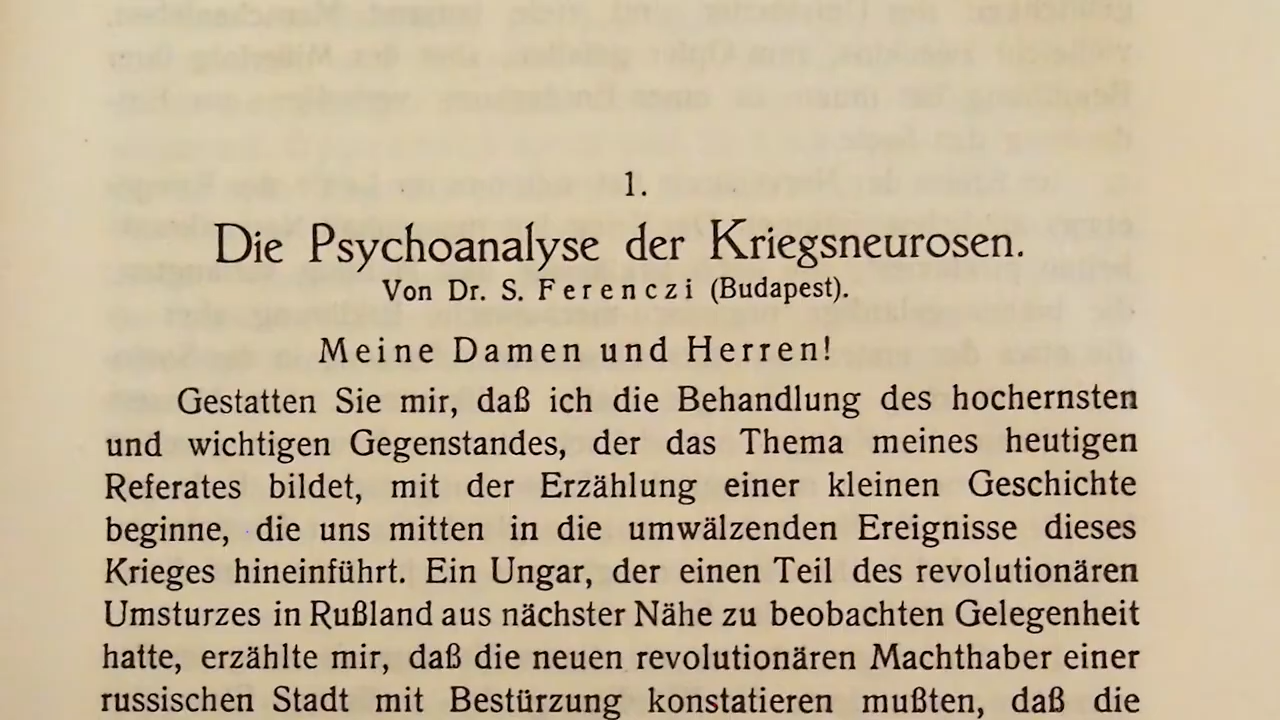 1.
Die Psychoanalyse der Kriegsneurosen.
Von Dr. S. Ferenczi (Budapest).
Meine Damen und Herren!
Gestatten Sie mir, daß ich die Behandlung des hochernsten
und wichtigen Gegenstandes, der das Thema meines heutigen
Referates bildet, mit der Erzählung einer kleinen Geschichte
beginne, die uns mitten in die umwälzenden Ereignisse dieses
Krieges hineinführt. Ein Ungar, der einen Teil des revolutionären
Umsturzes in Rußland aus nächster Nähe zu beobachten Gelegenheit
hatte, erzählte mir, daß die neuen revolutionären Machthaber einer
russischen Stadt mit Bestürzung konstatieren mußten, daß die